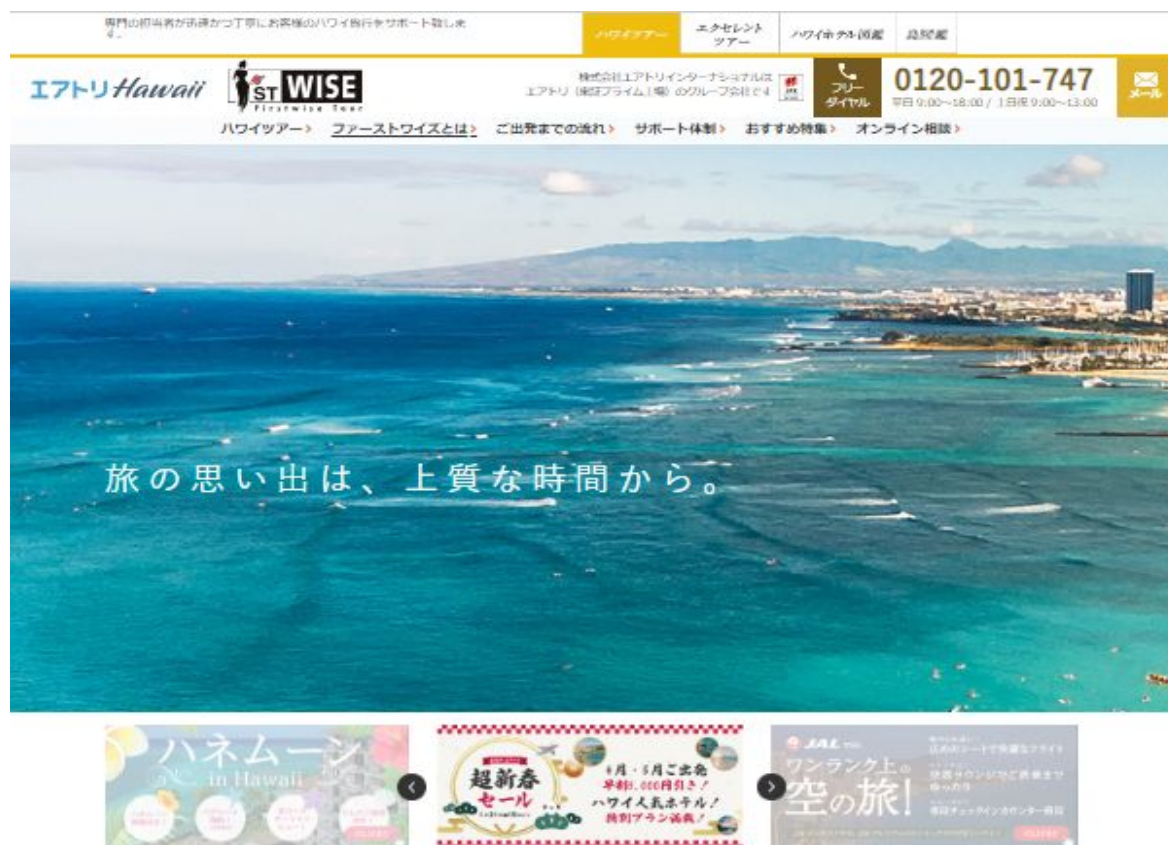 専門の担当者が迅速かつ丁寧にお客様のハワイ旅行をサポート致しま
す。
ハワイツアー
エクセレント
ツアー
ハワイホテル図鑑
島図鑑
エアトリ Hawaii
1ST WISE
Firstwise Tour
株式会社エアトリインターナショナルは
エアトリ（東証プライム上場）のグループ会社です
フリー
ダイヤル
0120-101-747
平日 9:00～18:00 / 土日祝 9:00～13:00
メール
ハワイツアー
ファーストワイズとは
ご出発までの流れ
サポート体制
おすすめ特集
オンライン相談
旅の思い出は、上質な時間から。
ハネムーン
in Hawaii
超新春
セール
4月・5月ご出発
早割5,000円引き！
ハワイ人気ホテル！
特別プラン満載！
JAL
ワンランク上の
空の旅！